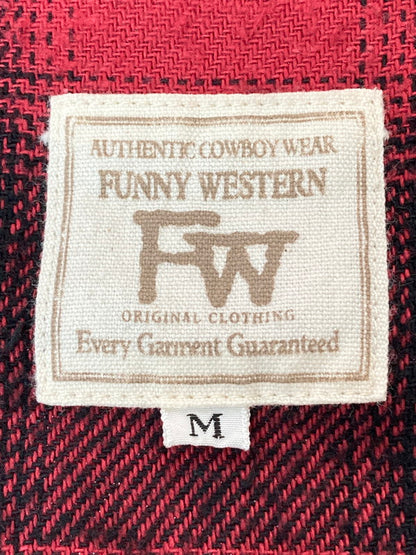 AUTHENTIC COWBOY WEAR
FUNNY WESTERN
FW
ORIGINAL CLOTHING
Every Garment Guaranteed
M